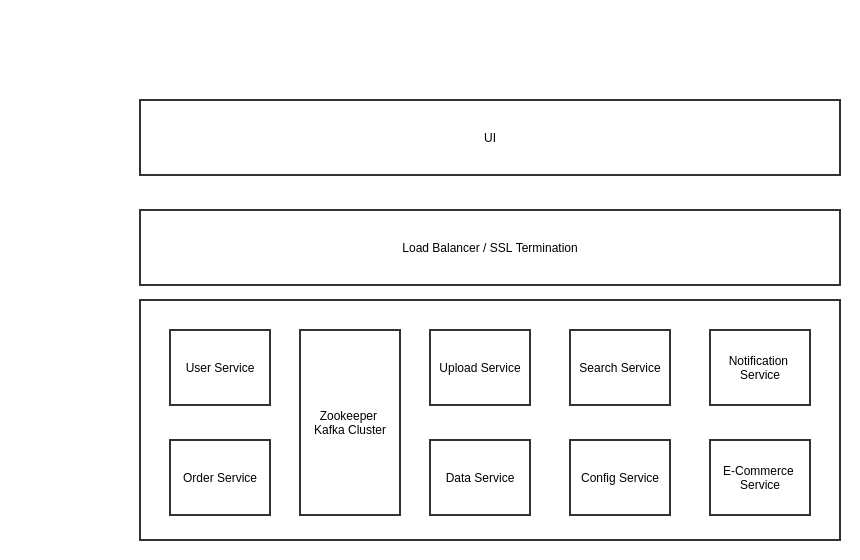 UI
Load Balancer / SSL Termination
User Service
Zookeeper
Kafka Cluster
Upload Service
Search Service
Notification
Service
Order Service
Data Service
Config Service
E-Commerce
Service